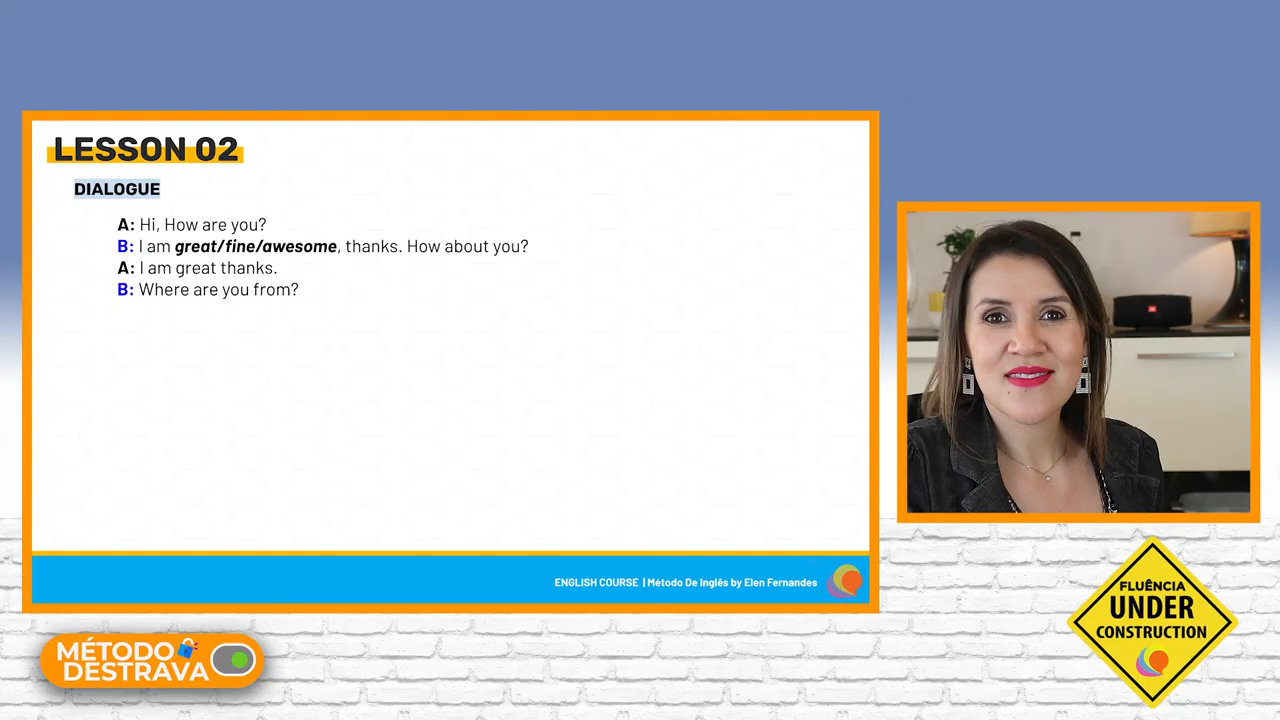 LESSON 02
DIALOGUE
A: Hi, How are you?
B: I am great/fine/awesome, thanks. How about you?
A: I am great thanks.
B: Where are you from?
ENGLISH COURSE | Método De Inglês by Elen Fernandes
MÉTODO
DESTRAVA
FLUÊNCIA
UNDER
CONSTRUCTION